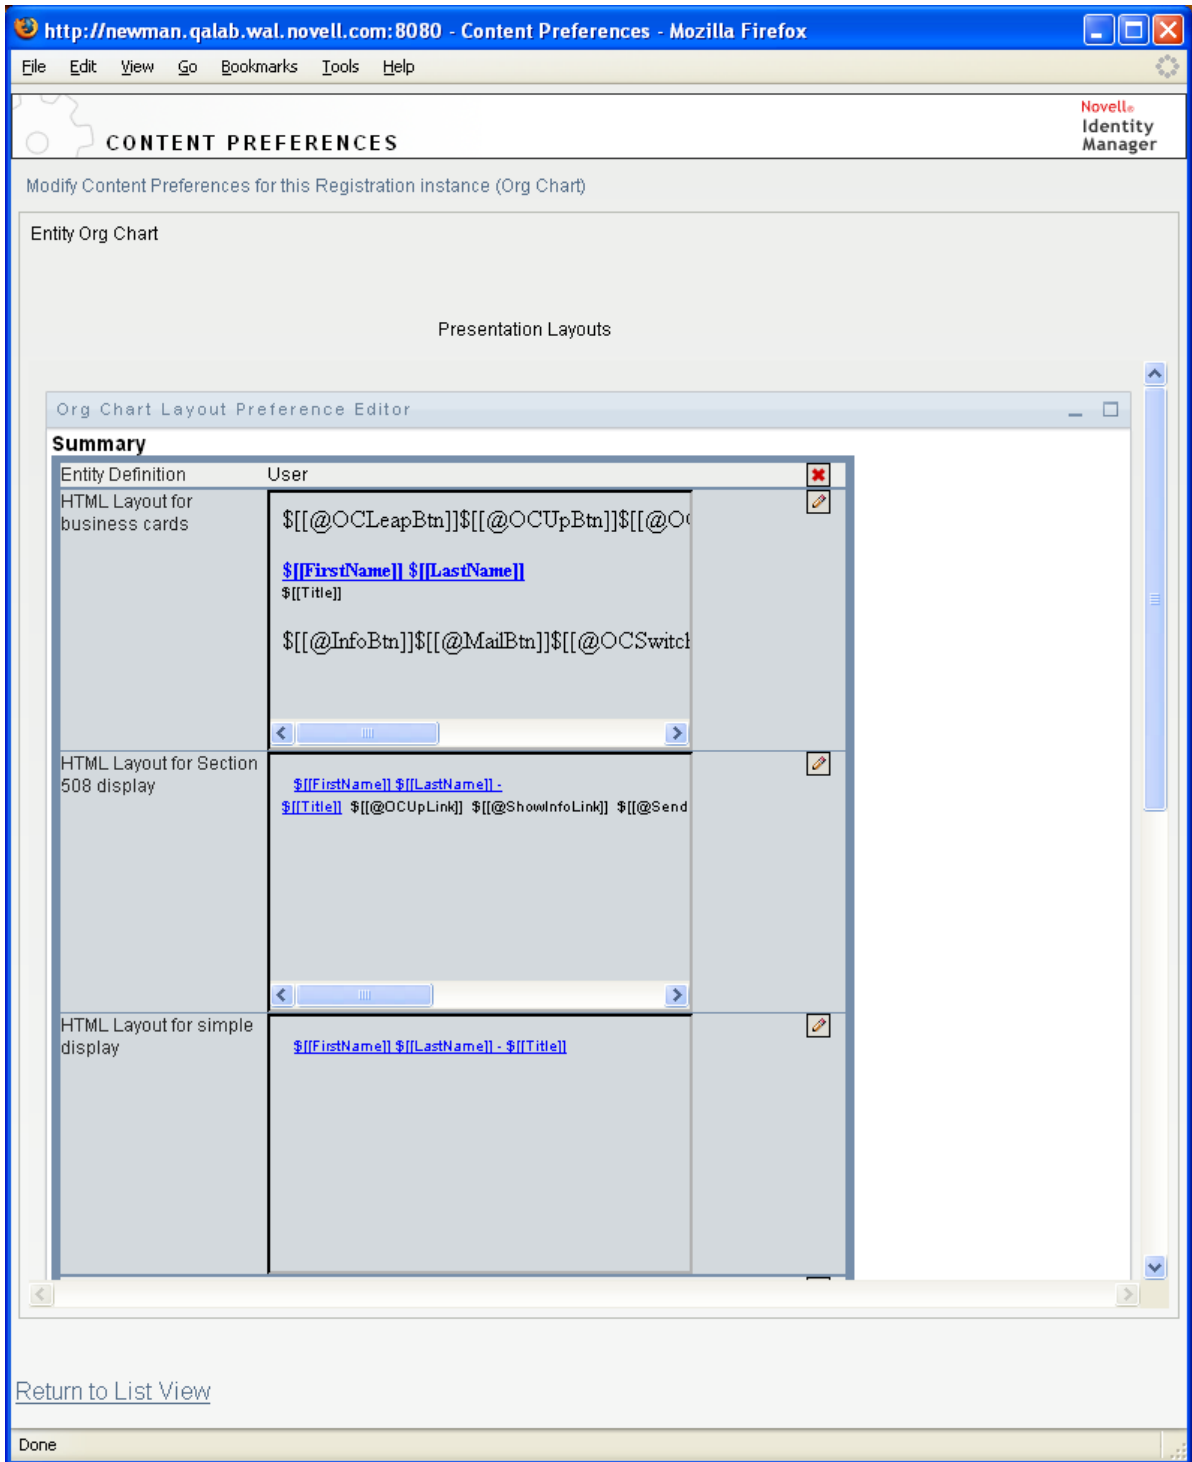 http://newman.qalab.wal.novell.com:8080 - Content Preferences - Mozilla Firefox
File Edit View Go Bookmarks Tools Help
CONTENT PREFERENCES
Novell®
Identity
Manager
Modify Content Preferences for this Registration instance (Org Chart)
Entity Org Chart
Presentation Layouts
Org Chart Layout Preference Editor
Summary
Entity Definition User
HTML Layout for
business cards
$[[@OCLeapBtn]]$[[@OCUpBtn]]$[[@OC
$[[FirstName]] $[[LastName]]
$[[Title]]
$[[@InfoBtn]]$[[@MailBtn]]$[[@OCSwitch
HTML Layout for Section
508 display
$[[FirstName]] $[[LastName]] -
$[[Title]] $[[@OCUpLink]] $[[@ShowInfoLink]] $[[@Send
HTML Layout for simple
display
$[[FirstName]] $[[LastName]] - $[[Title]]
Return to List View
Done